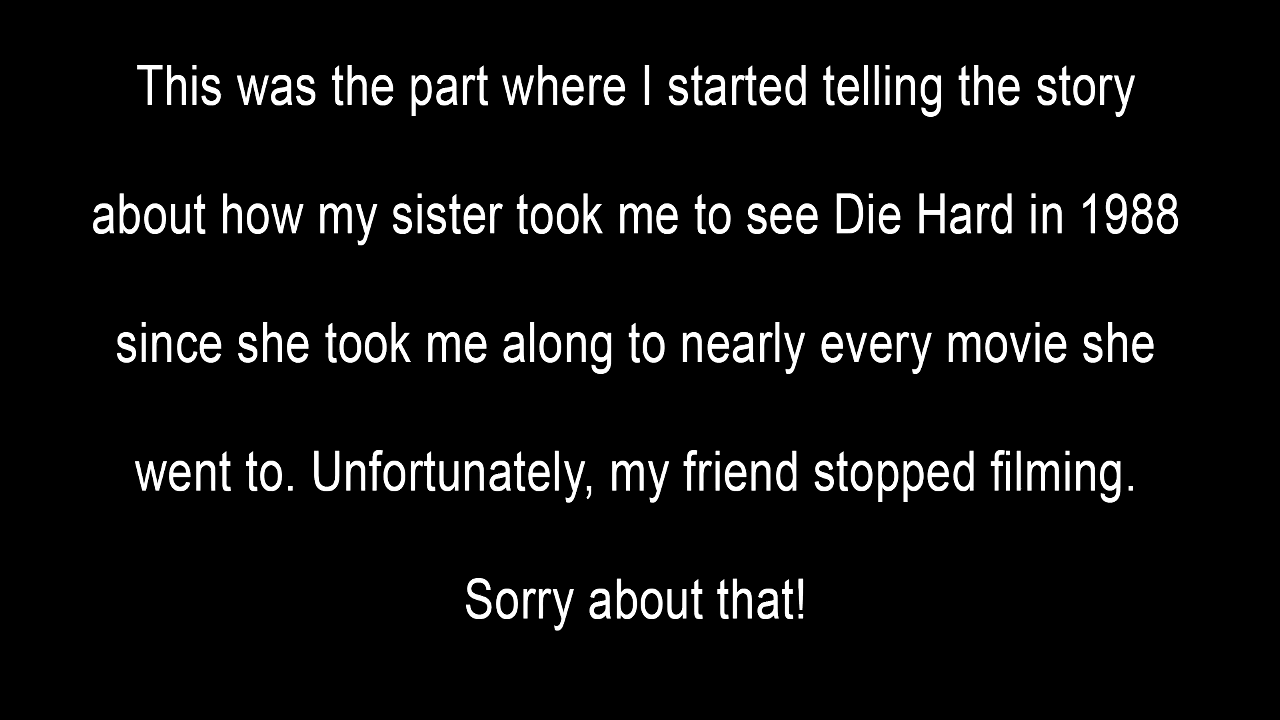 This was the part where I started telling the story
about how my sister took me to see Die Hard in 1988
since she took me along to nearly every movie she
went to. Unfortunately, my friend stopped filming.
Sorry about that!